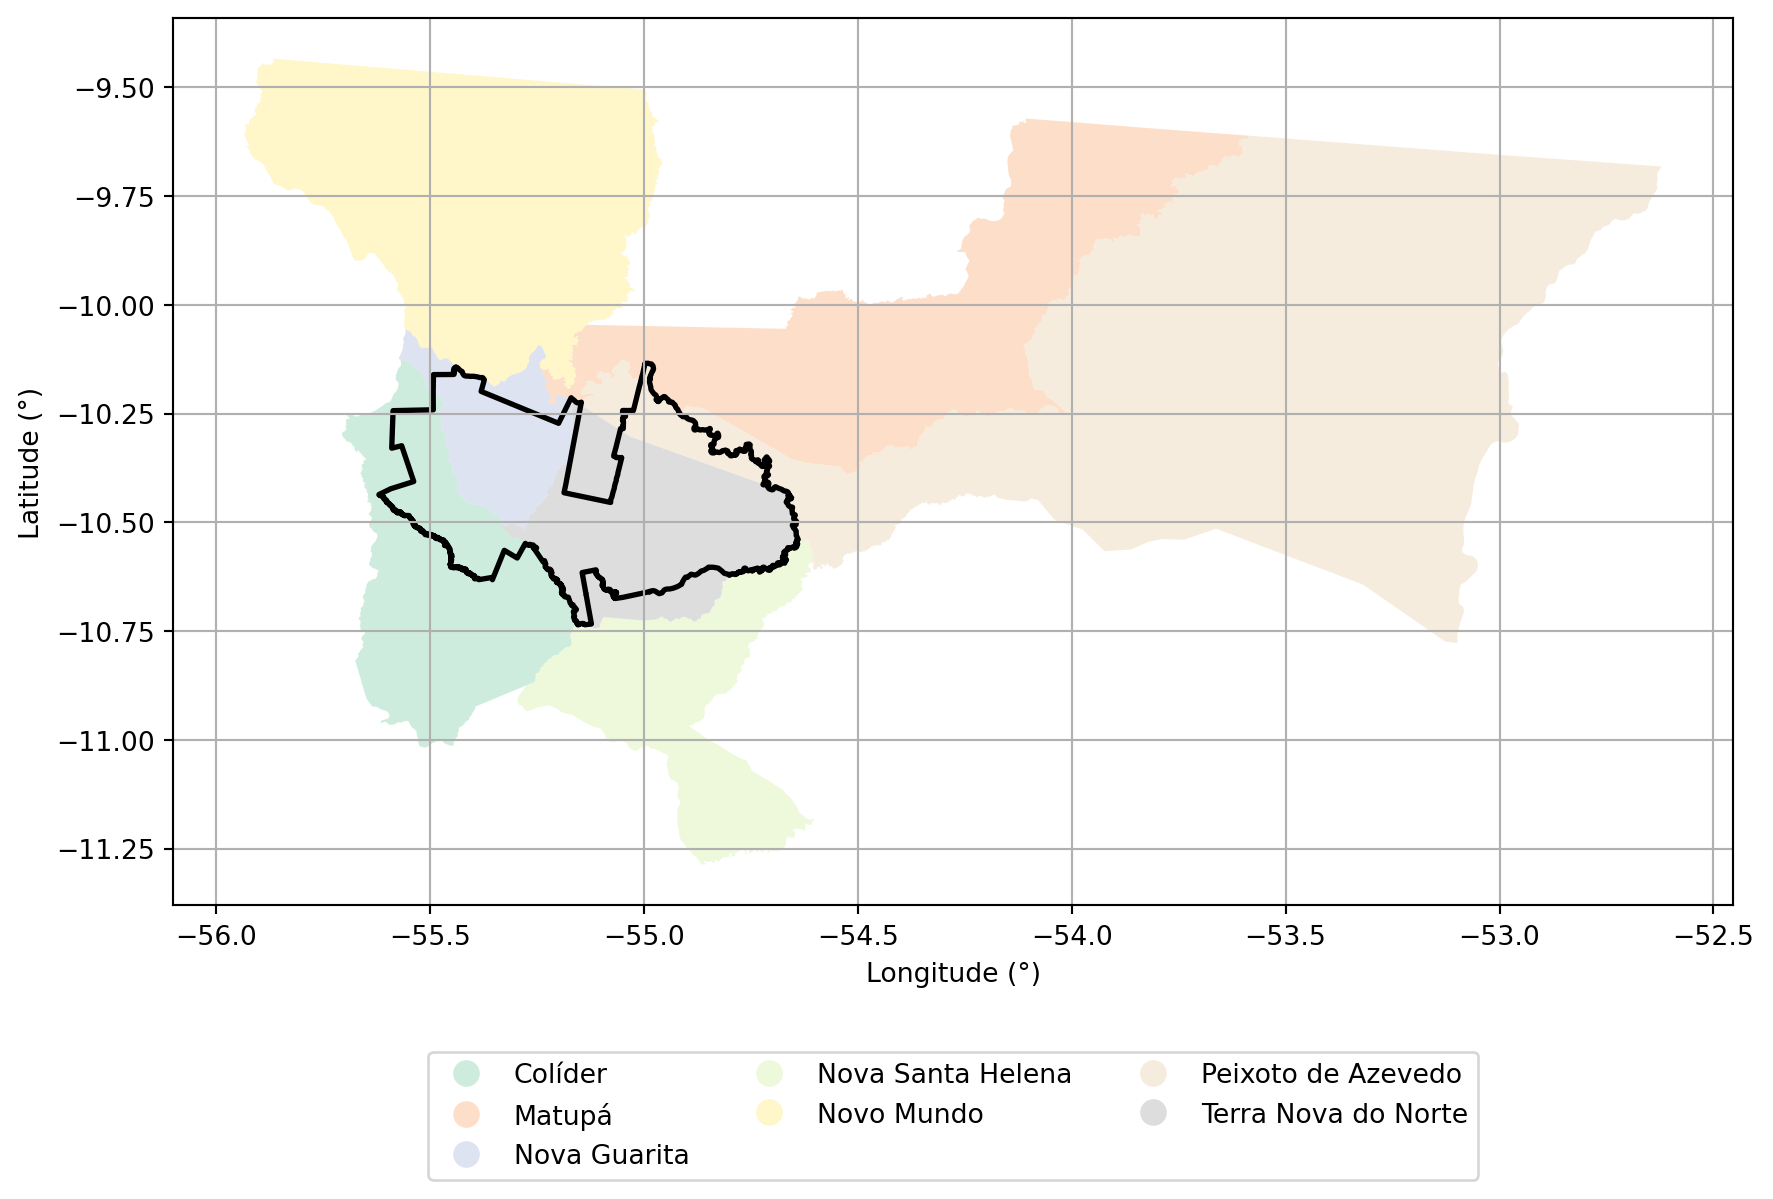 −9.50
−9.75
−10.00
−10.25
−10.50
−10.75
−11.00
−11.25
Latitude (°)
−56.0 −55.5 −55.0 −54.5 −54.0 −53.5 −53.0 −52.5
Longitude (°)
Colíder
Matupá
Nova Guarita
Nova Santa Helena
Novo Mundo
Peixoto de Azevedo
Terra Nova do Norte